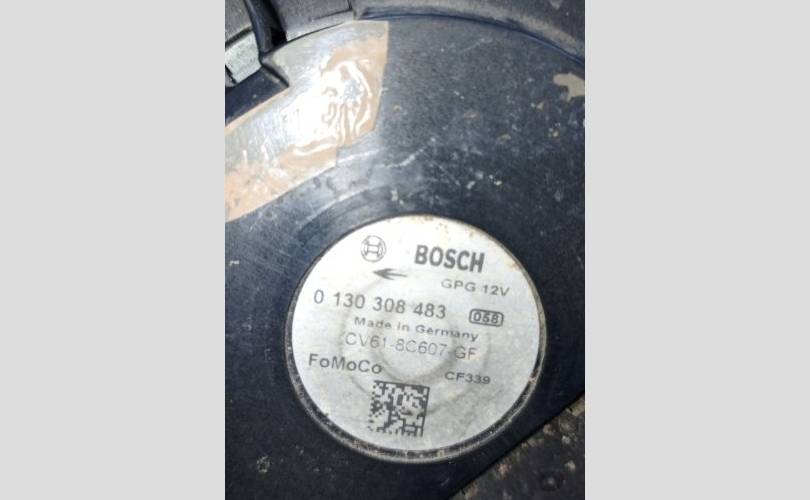 BOSCH
GPG 12V
0 130 308 483 058
Made in Germany
CV61-8C607-GF
FoMoCo
CF339